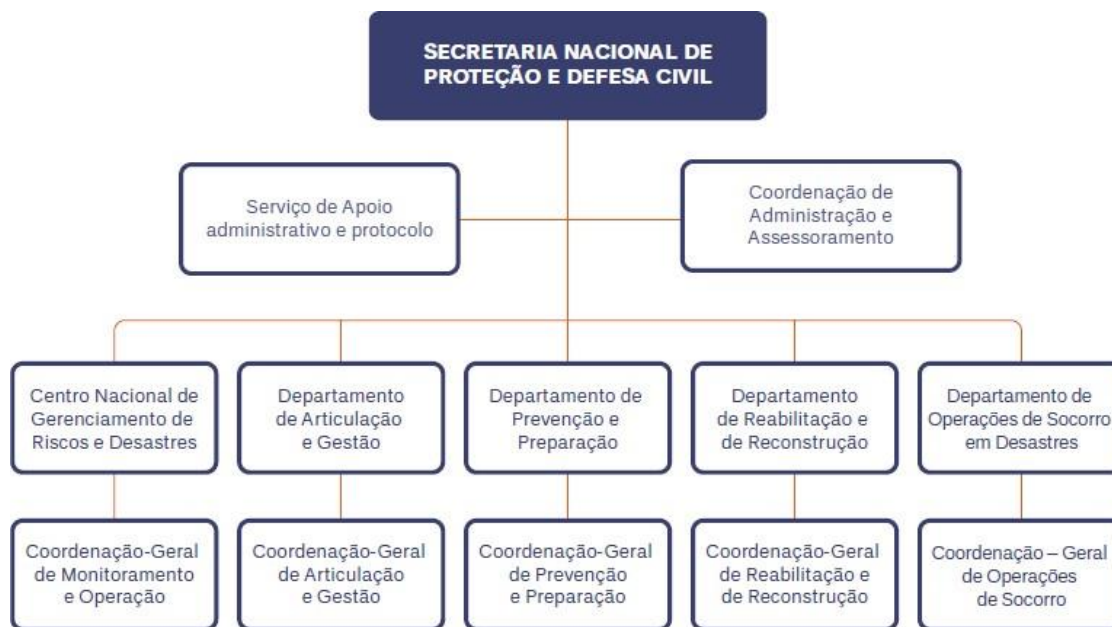 SECRETARIA NACIONAL DE
PROTEÇÃO E DEFESA CIVIL
Serviço de Apoio
administrativo e protocolo
Coordenação de
Administração e
Assessoramento
Centro Nacional de
Gerenciamento de
Riscos e Desastres
Departamento
de Articulação
e Gestão
Departamento de
Prevenção e
Preparação
Departamento
de Reabilitação e
de Reconstrução
Departamento de
Operações de Socorro
em Desastres
Coordenação-Geral
de Monitoramento
e Operação
Coordenação-Geral
de Articulação
e Gestão
Coordenação-Geral
de Prevenção
e Preparação
Coordenação-Geral
de Reabilitação e
de Reconstrução
Coordenação – Geral
de Operações
de Socorro